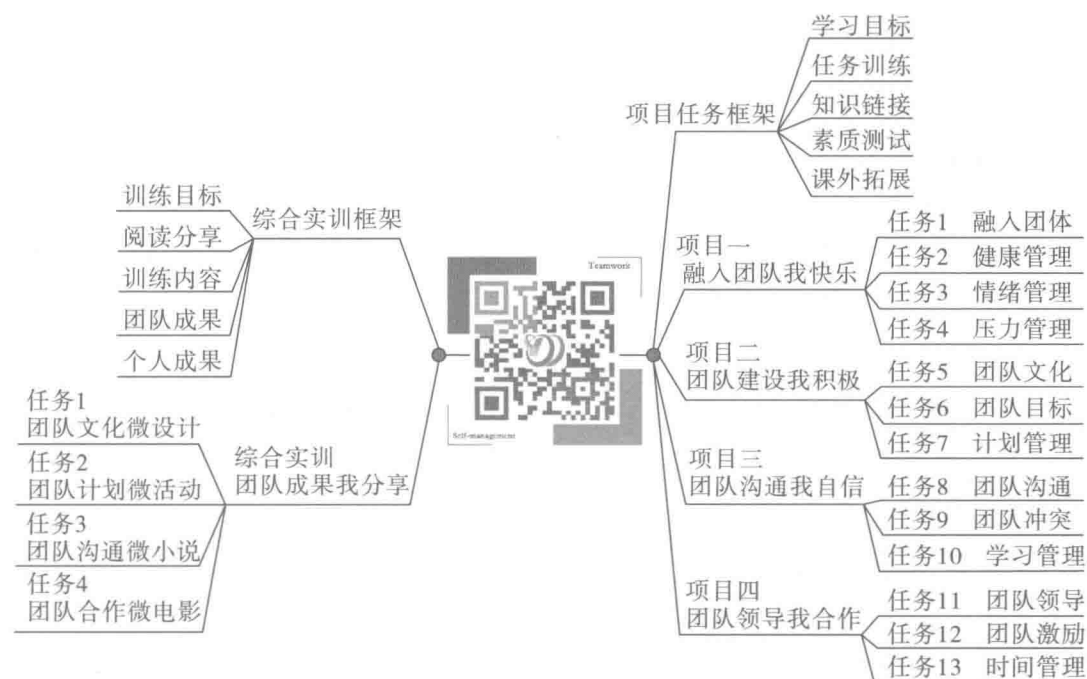 学习目标
任务训练
项目任务框架
知识链接
素质测试
课外拓展
训练目标
阅读分享
综合实训框架
训练内容
团队成果
个人成果
项目一
融入团队我快乐
任务1 融入团体
任务2 健康管理
任务3 情绪管理
任务4 压力管理
Teamwork
Self-management
项目二
团队建设我积极
任务5 团队文化
任务6 团队目标
任务7 计划管理
任务1
团队文化微设计
任务2
团队计划微活动
任务3
团队沟通微小说
任务4
团队合作微电影
综合实训
团队成果我分享
项目三
团队沟通我自信
任务8 团队沟通
任务9 团队冲突
任务10 学习管理
项目四
团队领导我合作
任务11 团队领导
任务12 团队激励
任务13 时间管理